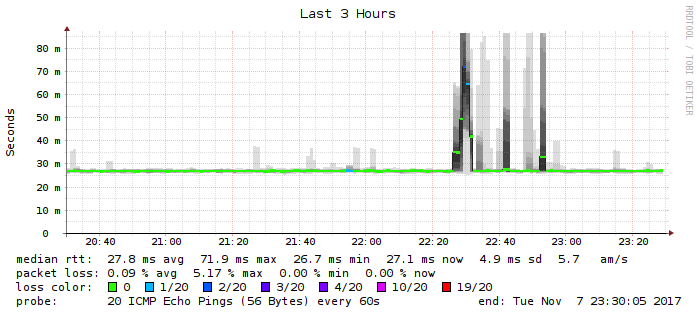 Last 3 Hours
RRDTOOL / TOBI OETIKER
Seconds
80 m
70 m
60 m
50 m
40 m
30 m
20 m
10 m
0
20:40 21:00 21:20 21:40 22:00 22:20 22:40 23:00 23:20
median rtt: 27.8 ms avg 71.9 ms max 26.7 ms min 27.1 ms now 4.9 ms sd 5.7 am/s
packet loss: 0.09 % avg 5.17 % max 0.00 % min 0.00 % now
loss color: 0 1/20 2/20 3/20 4/20 10/20 19/20
probe: 20 ICMP Echo Pings (56 Bytes) every 60s end: Tue Nov 7 23:30:05 2017